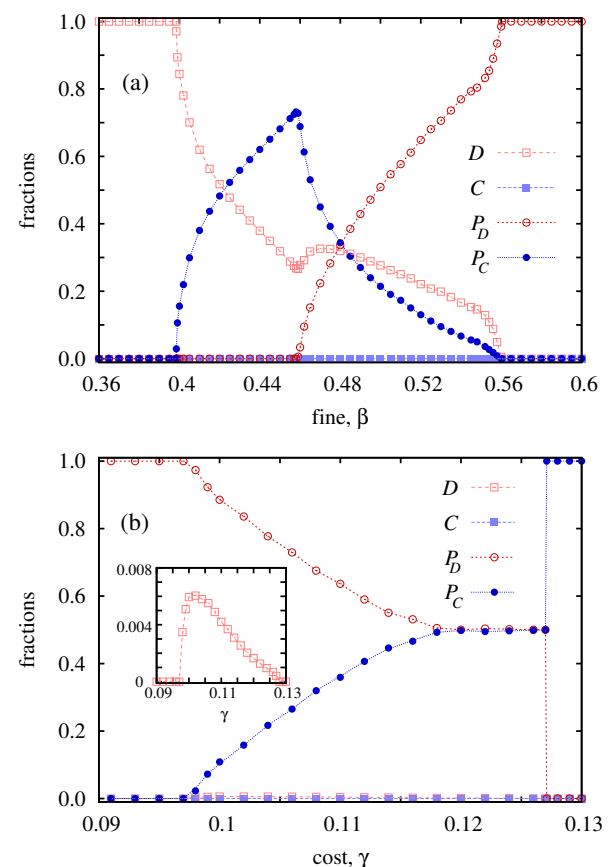 1.0
0.8
0.6
0.4
0.2
0.0
fractions
(a)
D
C
P_D
P_C
0.36 0.4 0.44 0.48 0.52 0.56 0.6
fine, β
1.0
0.8
0.6
0.4
0.2
0.0
fractions
(b)
D
C
P_D
P_C
0.008
0.004
0
0.09 0.11 0.13
γ
0.09 0.1 0.11 0.12 0.13
cost, γ